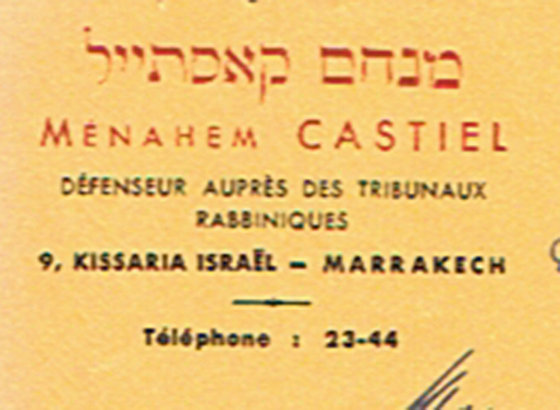 מנחם קאסתייל
MÉNAHEM CASTIEL
DÉFENSEUR AUPRÈS DES TRIBUNAUX
RABBINIQUES
9, KISSARIA ISRAËL – MARRAKECH
Téléphone : 23-44